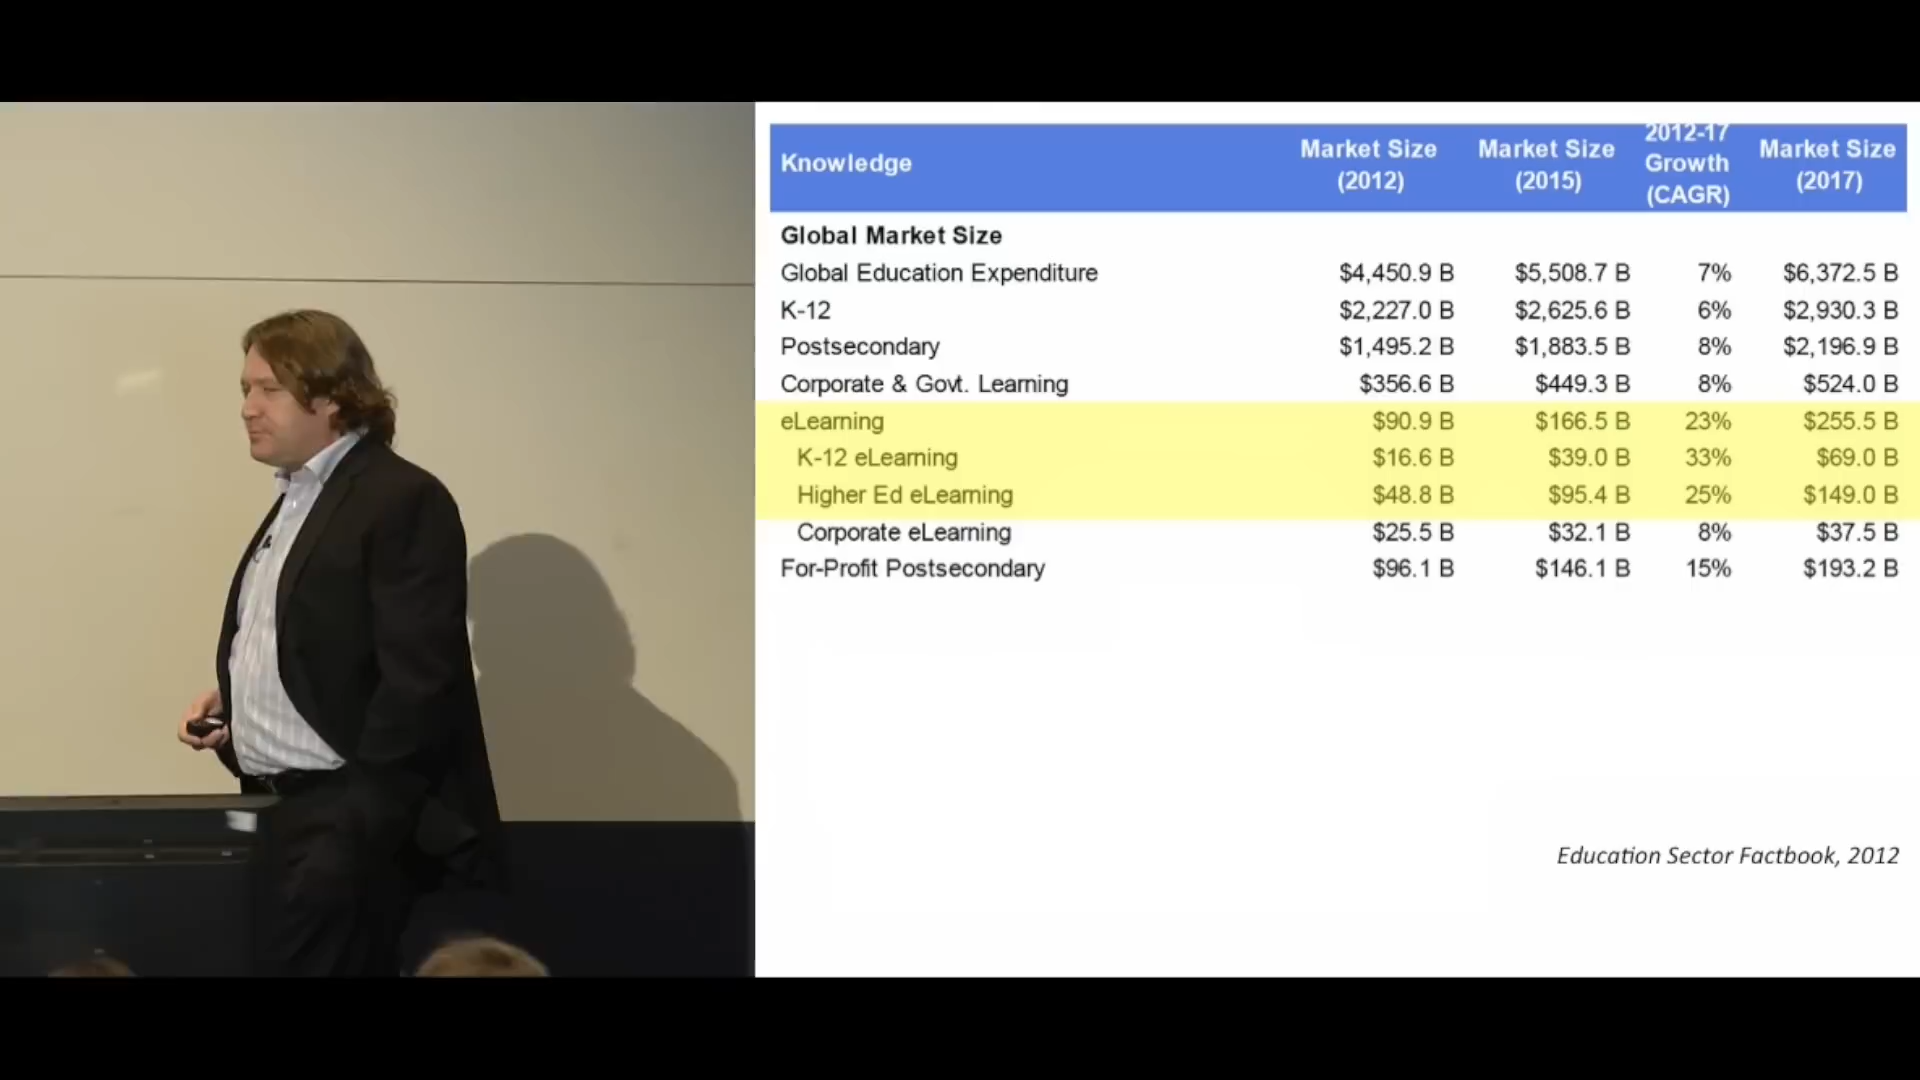 Knowledge Market Size (2012) Market Size (2015) 2012-17 Growth (CAGR) Market Size (2017)
Global Market Size
Global Education Expenditure $4,450.9 B $5,508.7 B 7% $6,372.5 B
K-12 $2,227.0 B $2,625.6 B 6% $2,930.3 B
Postsecondary $1,495.2 B $1,883.5 B 8% $2,196.9 B
Corporate & Govt. Learning $356.6 B $449.3 B 8% $524.0 B
eLearning $90.9 B $166.5 B 23% $255.5 B
K-12 eLearning $16.6 B $39.0 B 33% $69.0 B
Higher Ed eLearning $48.8 B $95.4 B 25% $149.0 B
Corporate eLearning $25.5 B $32.1 B 8% $37.5 B
For-Profit Postsecondary $96.1 B $146.1 B 15% $193.2 B
Education Sector Factbook, 2012